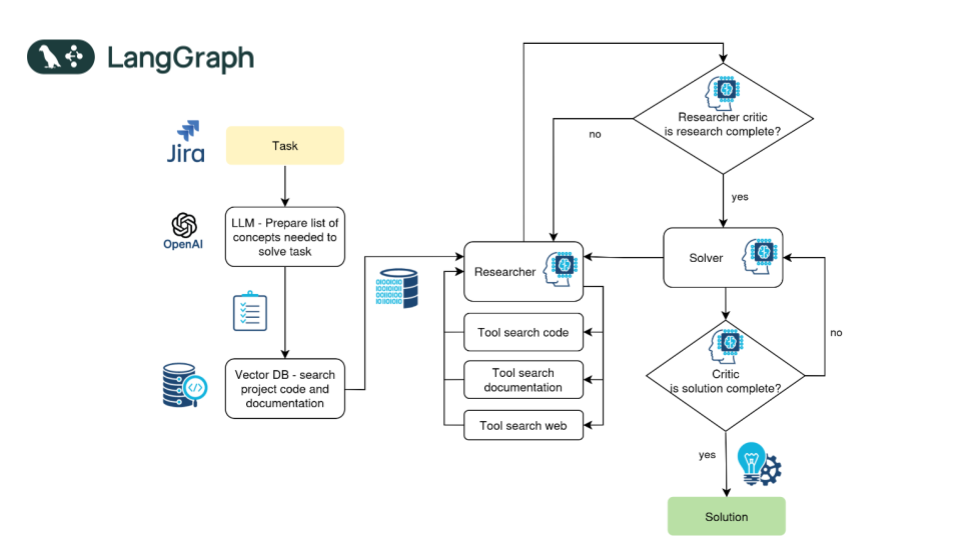 LangGraph
Jira
Task
OpenAI
LLM - Prepare list of
concepts needed to
solve task
Vector DB - search
project code and
documentation
Researcher
Tool search code
Tool search
documentation
Tool search web
Researcher critic
is research complete?
no
yes
Solver
Critic
is solution complete?
no
yes
Solution